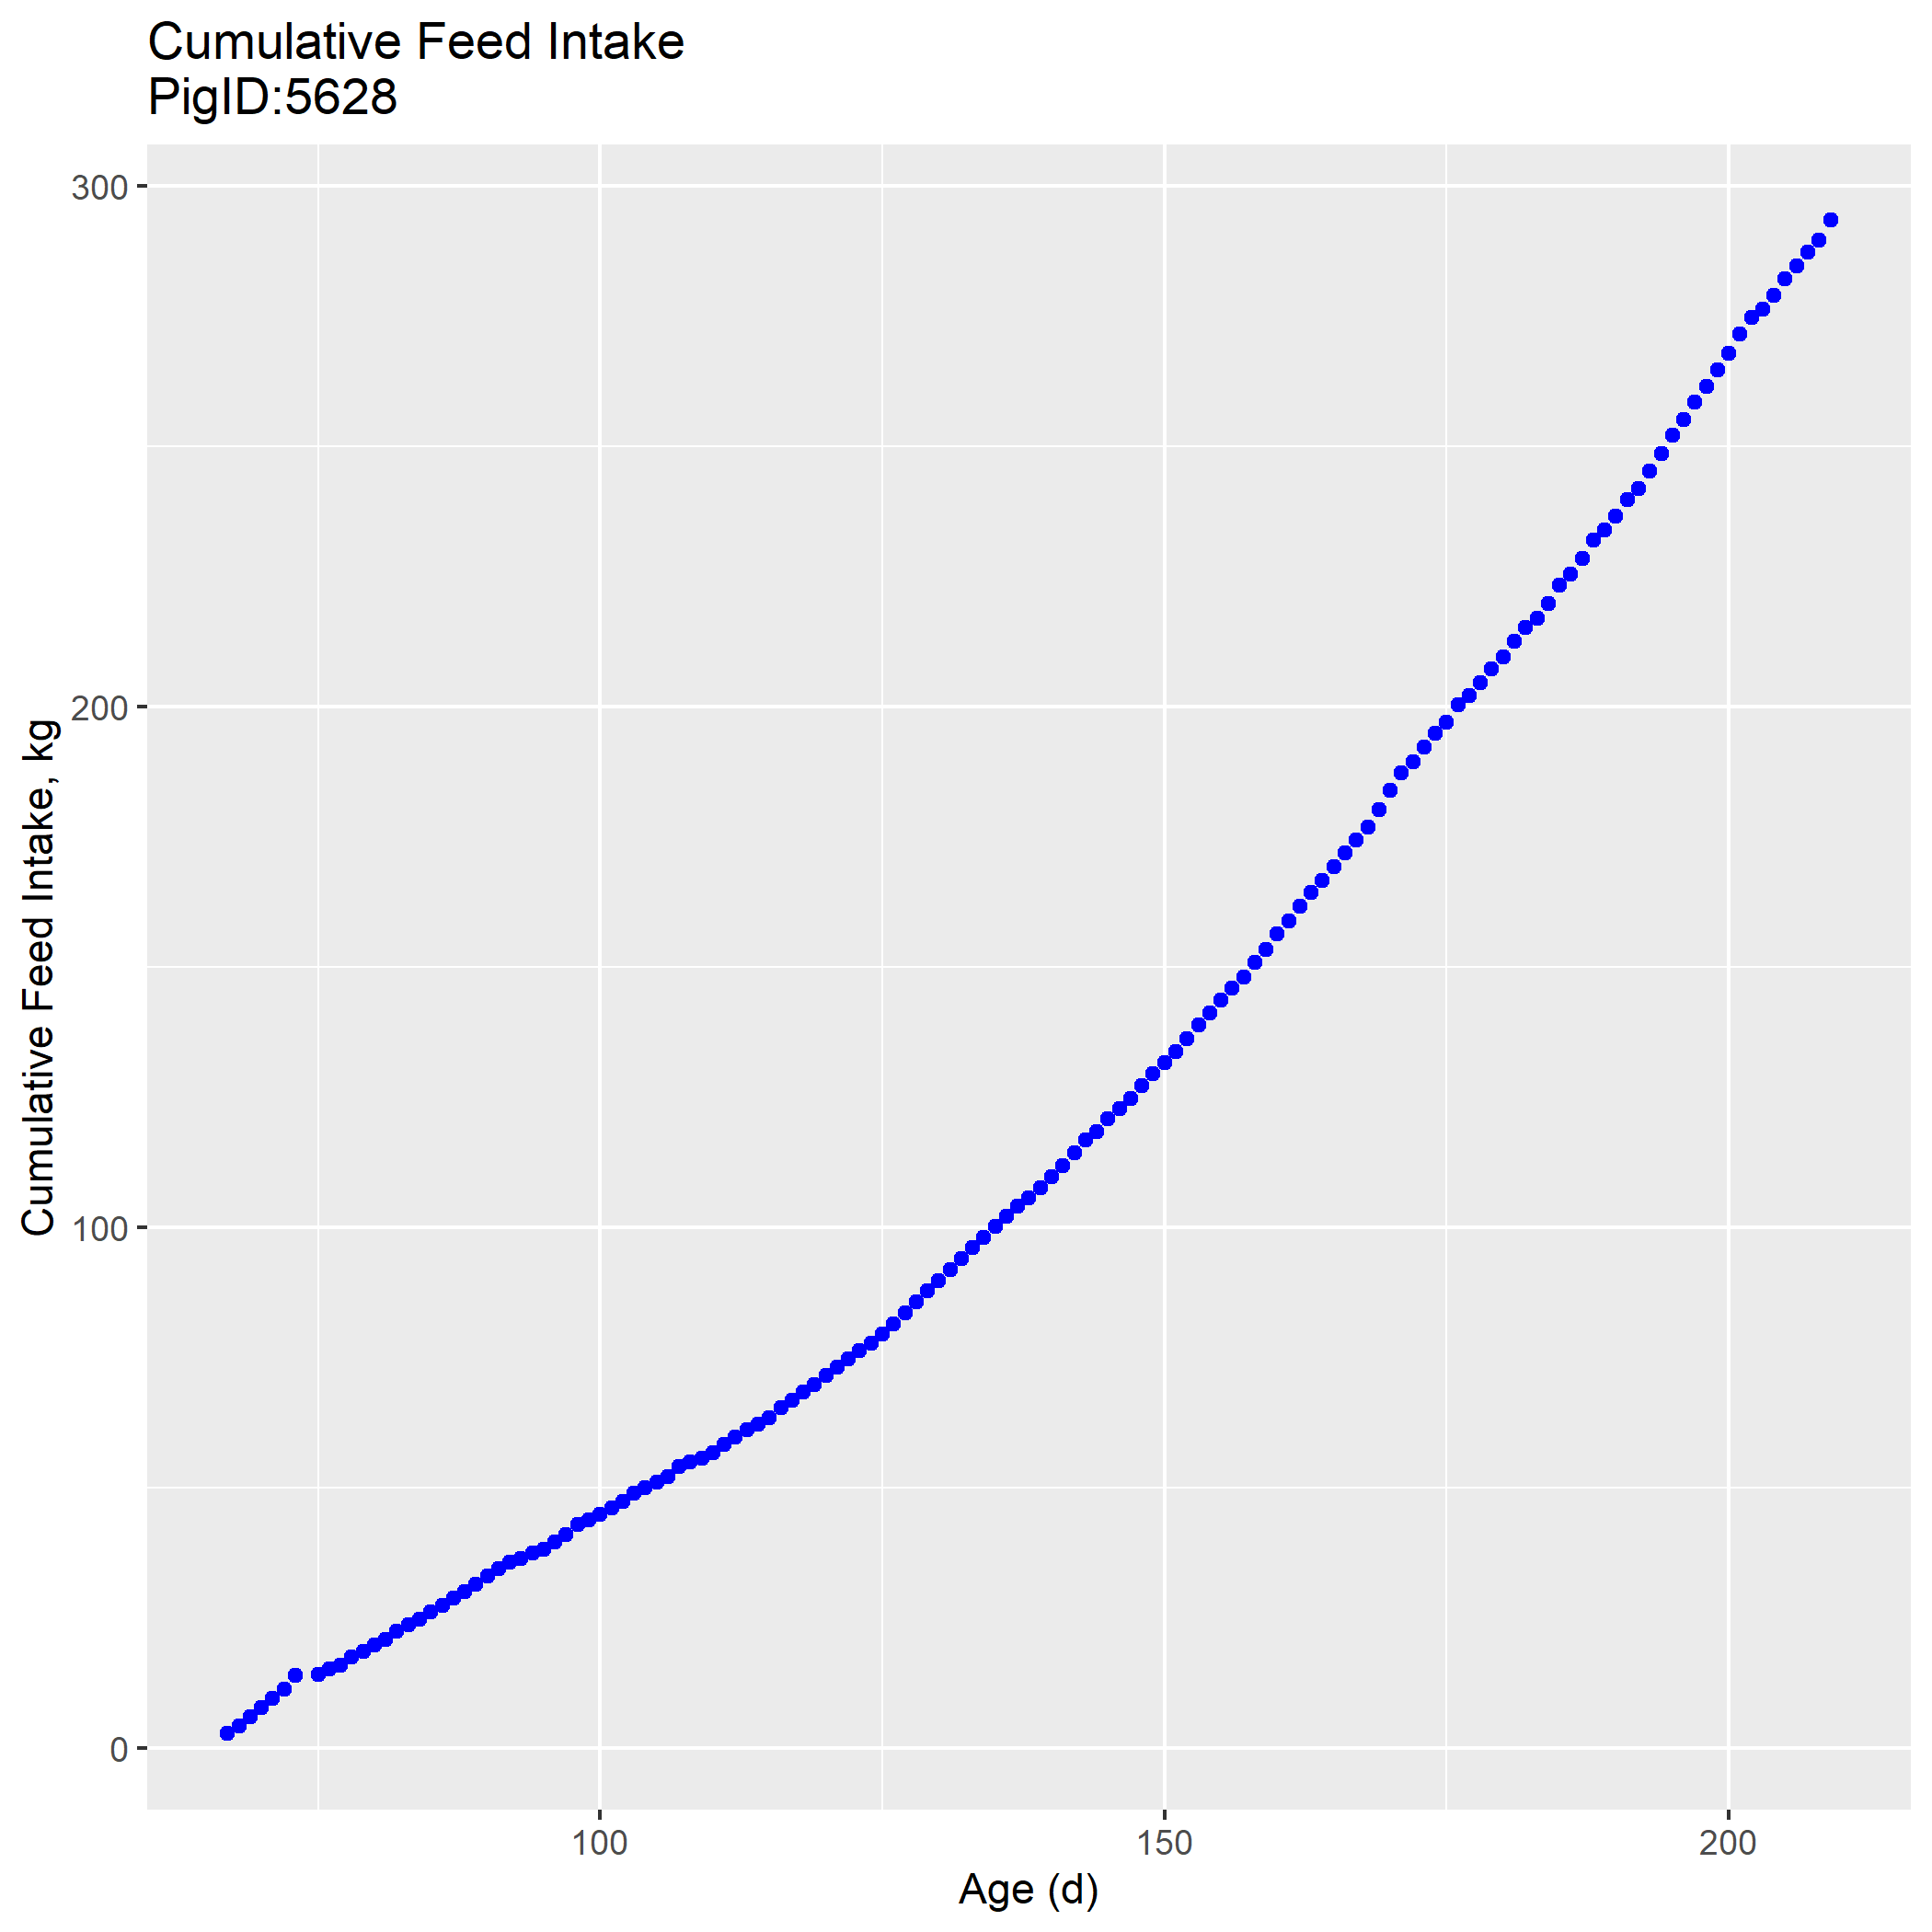 Cumulative Feed Intake
PigID:5628
300
200
100
0
Cumulative Feed Intake, kg
100
150
200
Age (d)